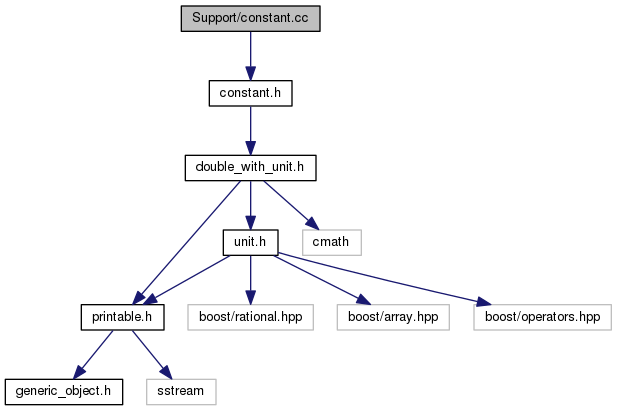 Support/constant.cc
constant.h
double_with_unit.h
unit.h
cmath
printable.h
boost/rational.hpp
boost/array.hpp
boost/operators.hpp
generic_object.h
sstream